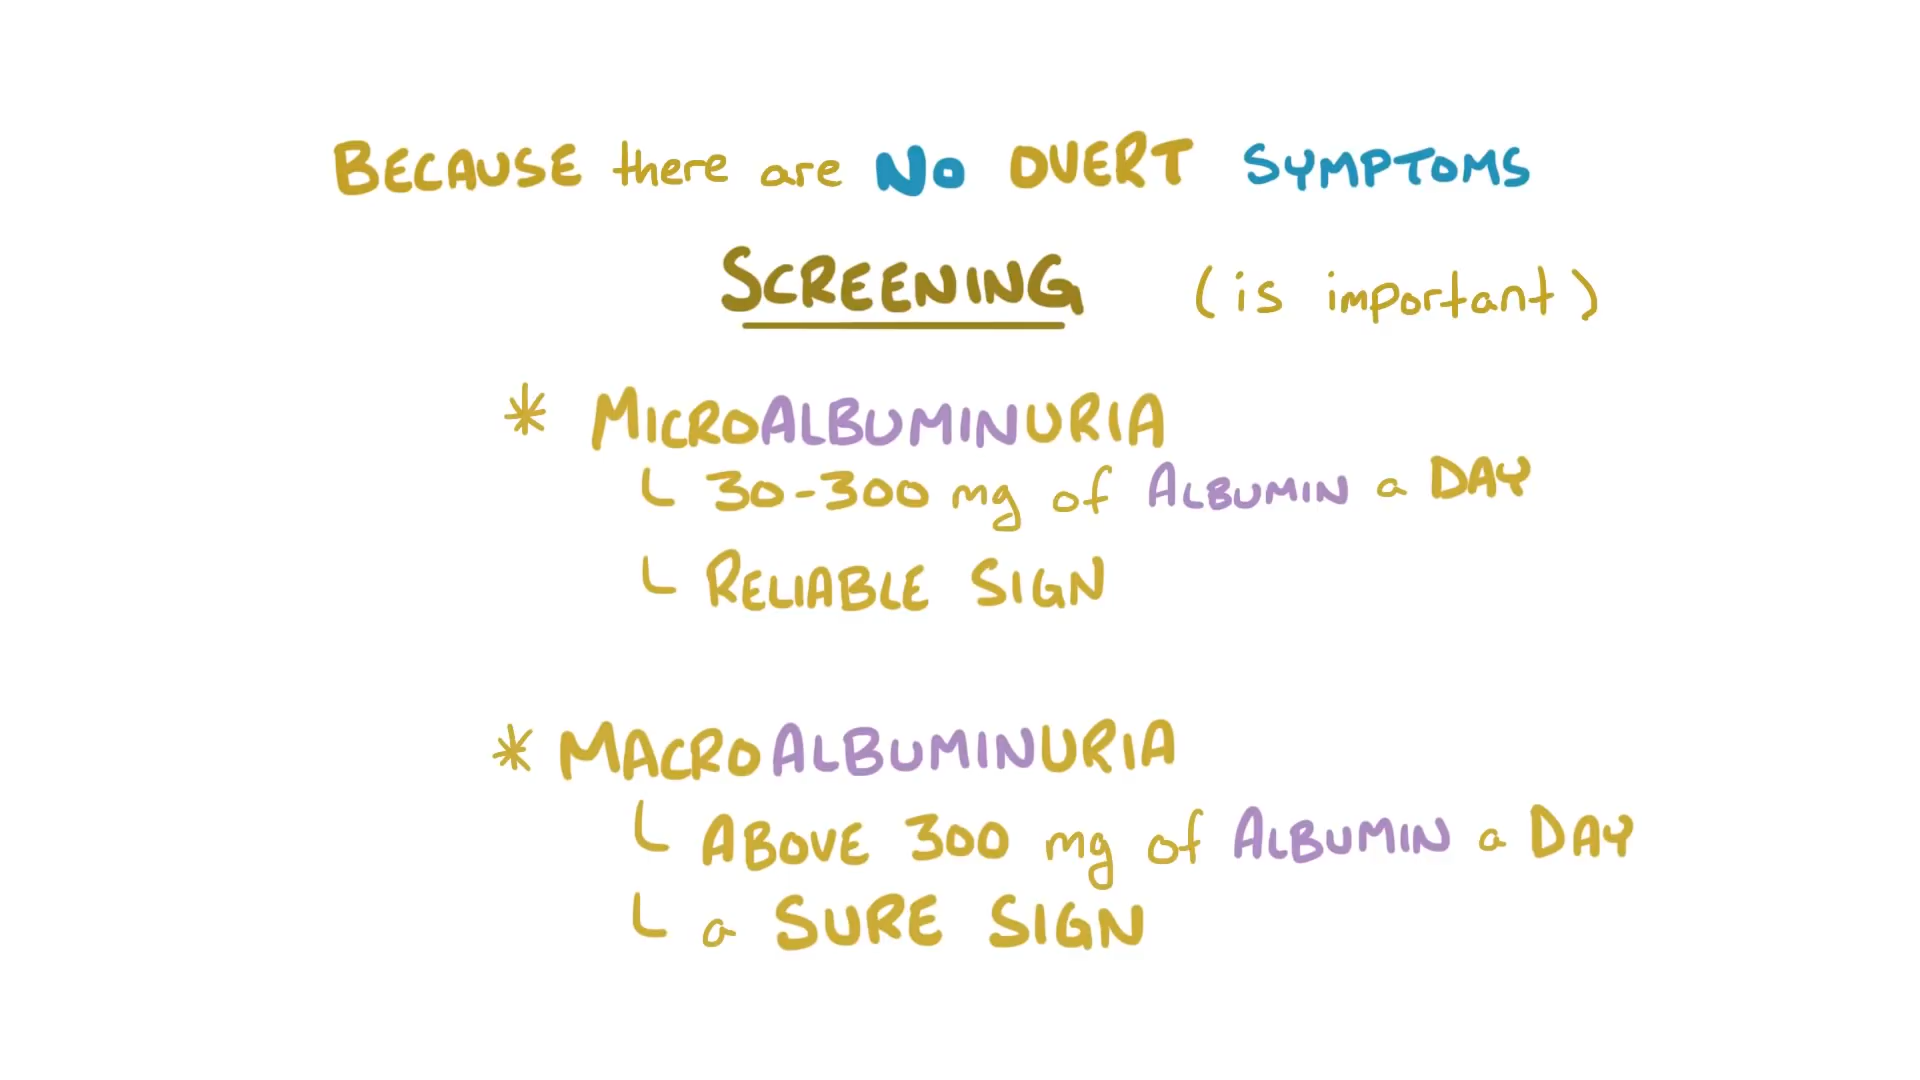 BECAUSE there are NO OVERT SYMPTOMS
SCREENING (is important)
* MICROALBUMINURIA
30-300 mg of ALBUMIN a DAY
RELIABLE SIGN
* MACROALBUMINURIA
ABOVE 300 mg of ALBUMIN a DAY
a SURE SIGN